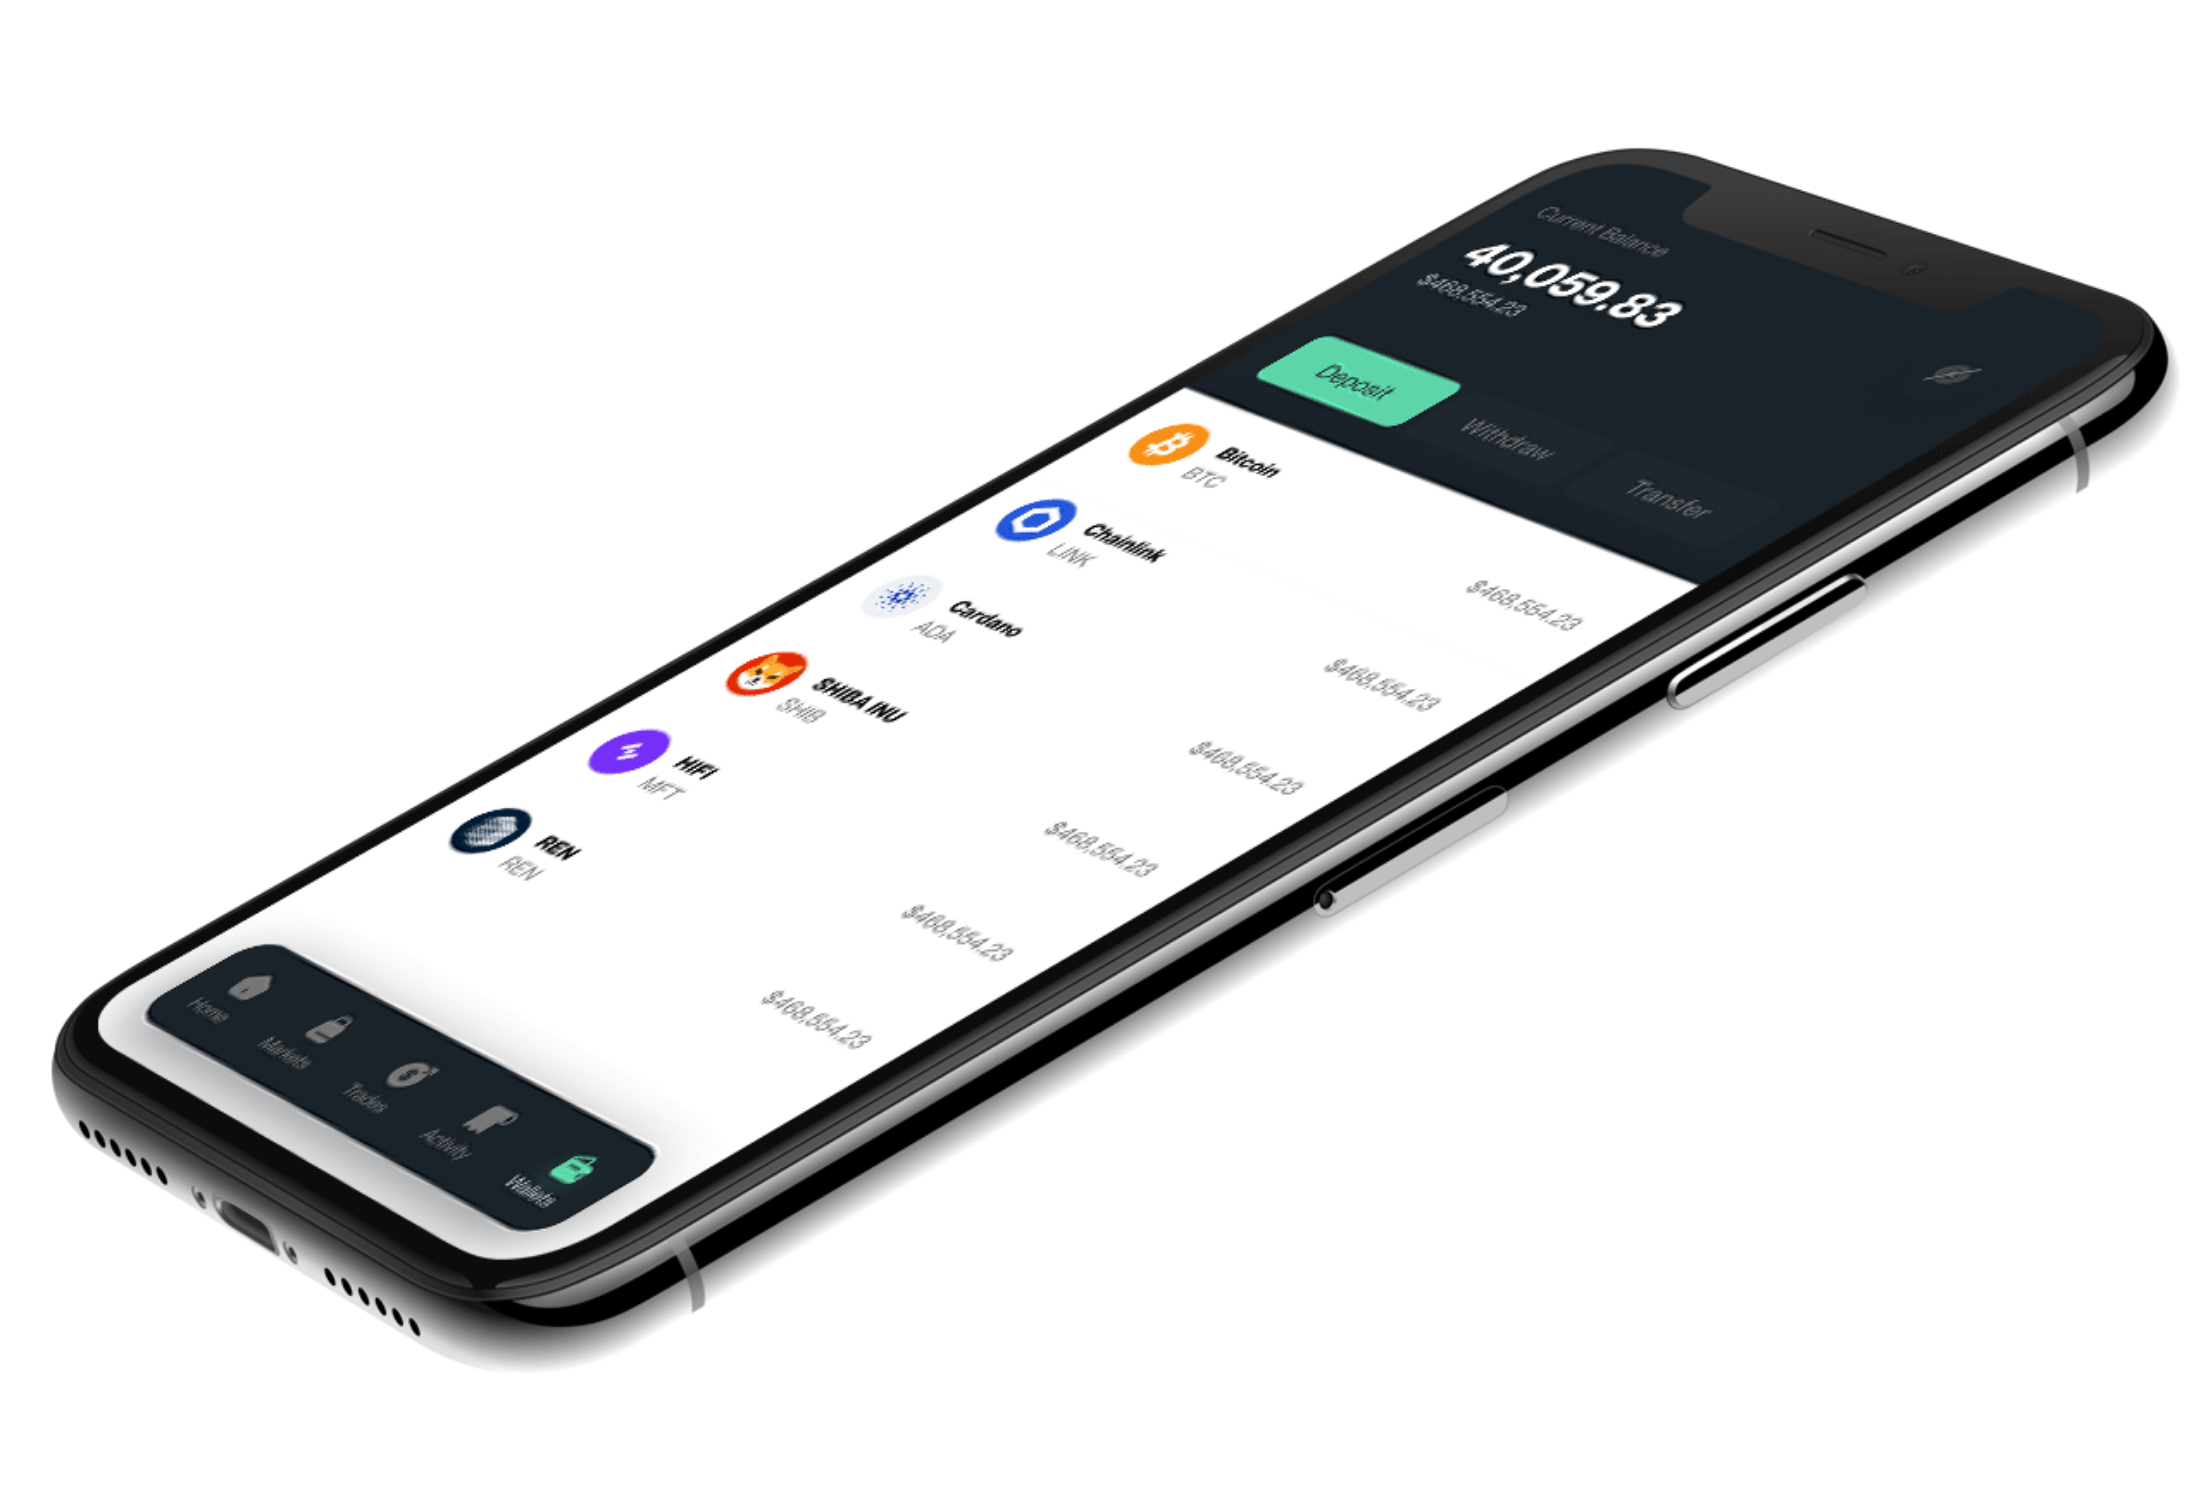 Current Balance
40,059.83
$468,554.23
Deposit
Withdraw
Transfer
Bitcoin
BTC
$468,554.23
Chainlink
LINK
$468,554.23
Cardano
ADA
$468,554.23
SHIBA INU
SHIB
$468,554.23
HIFI
MFT
$468,554.23
REN
REN
$468,554.23
Home
Markets
Trades
Activity
Wallets